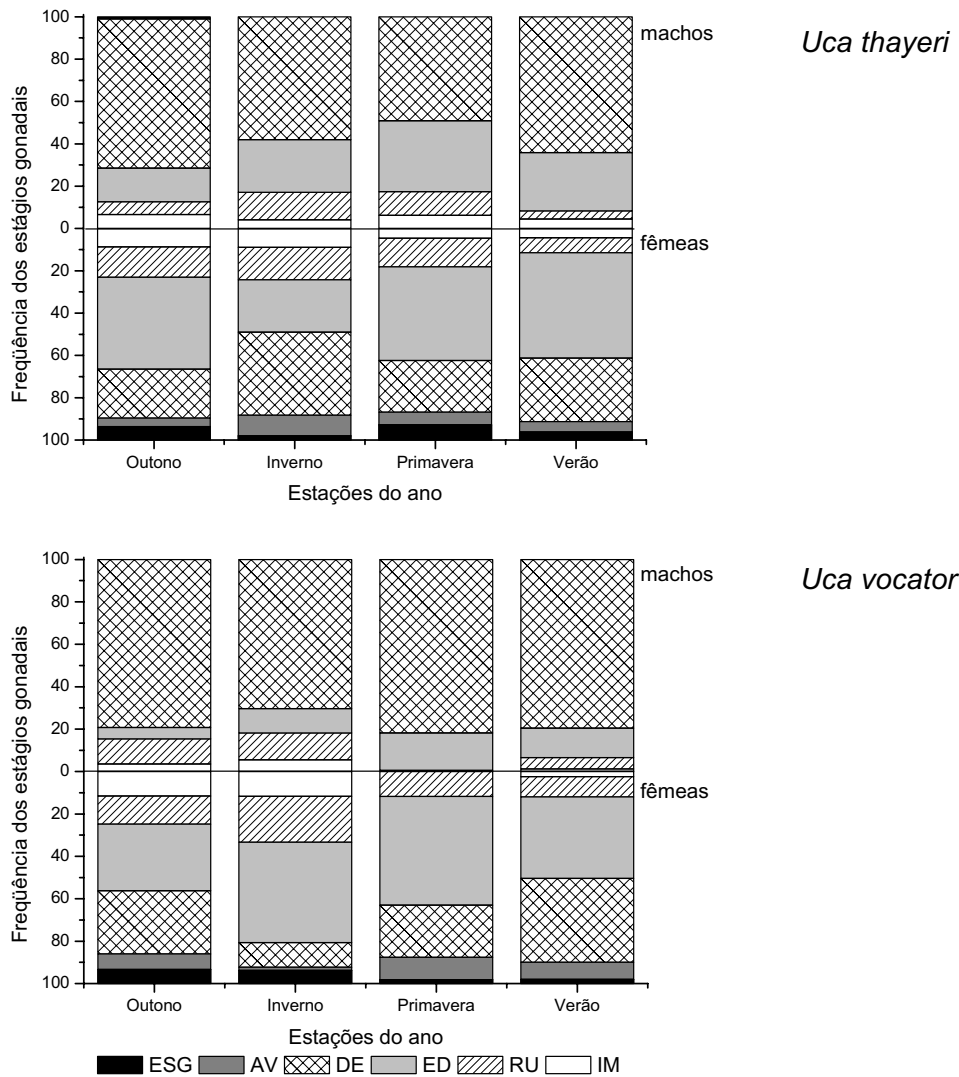 Uca thayeri
machos
fêmeas
Freqüência dos estágios gonadais
100
80
60
40
20
0
20
40
60
80
100
Outono Inverno Primavera Verão
Estações do ano
Uca vocator
machos
fêmeas
Freqüência dos estágios gonadais
100
80
60
40
20
0
20
40
60
80
100
Outono Inverno Primavera Verão
Estações do ano
ESG AV DE ED RU IM